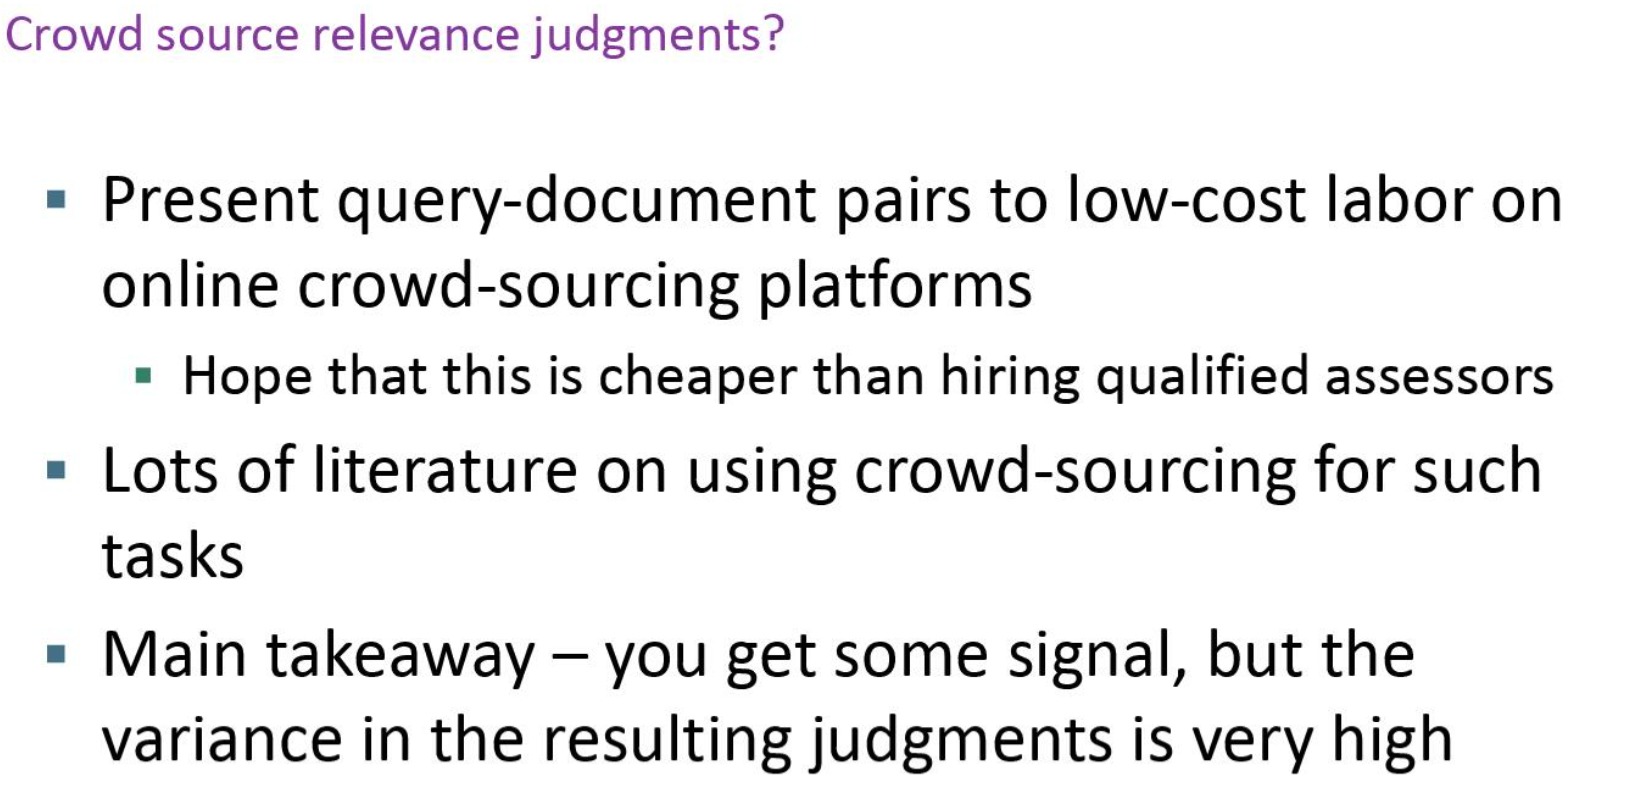 Crowd source relevance judgments?
Present query-document pairs to low-cost labor on
online crowd-sourcing platforms
Hope that this is cheaper than hiring qualified assessors
Lots of literature on using crowd-sourcing for such
tasks
Main takeaway – you get some signal, but the
variance in the resulting judgments is very high